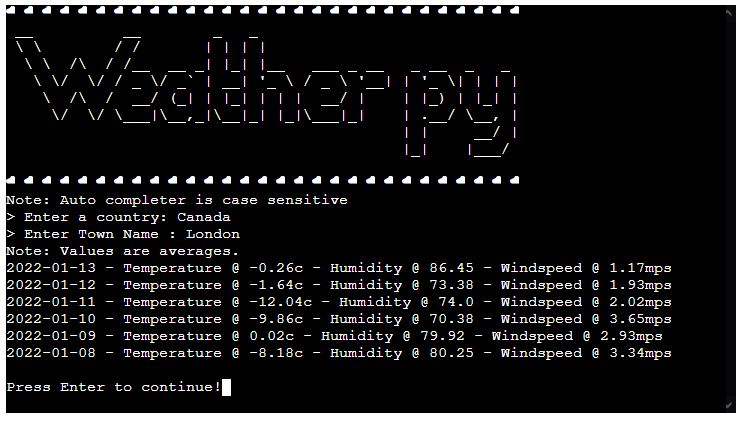 Weather py
Note: Auto completer is case sensitive
> Enter a country: Canada
> Enter Town Name : London
Note: Values are averages.
2022-01-13 - Temperature @ -0.26c - Humidity @ 86.45 - Windspeed @ 1.17mps
2022-01-12 - Temperature @ -1.64c - Humidity @ 73.38 - Windspeed @ 1.93mps
2022-01-11 - Temperature @ -12.04c - Humidity @ 74.0 - Windspeed @ 2.02mps
2022-01-10 - Temperature @ -9.86c - Humidity @ 70.38 - Windspeed @ 3.65mps
2022-01-09 - Temperature @ 0.02c - Humidity @ 79.92 - Windspeed @ 2.93mps
2022-01-08 - Temperature @ -8.18c - Humidity @ 80.25 - Windspeed @ 3.34mps
Press Enter to continue!